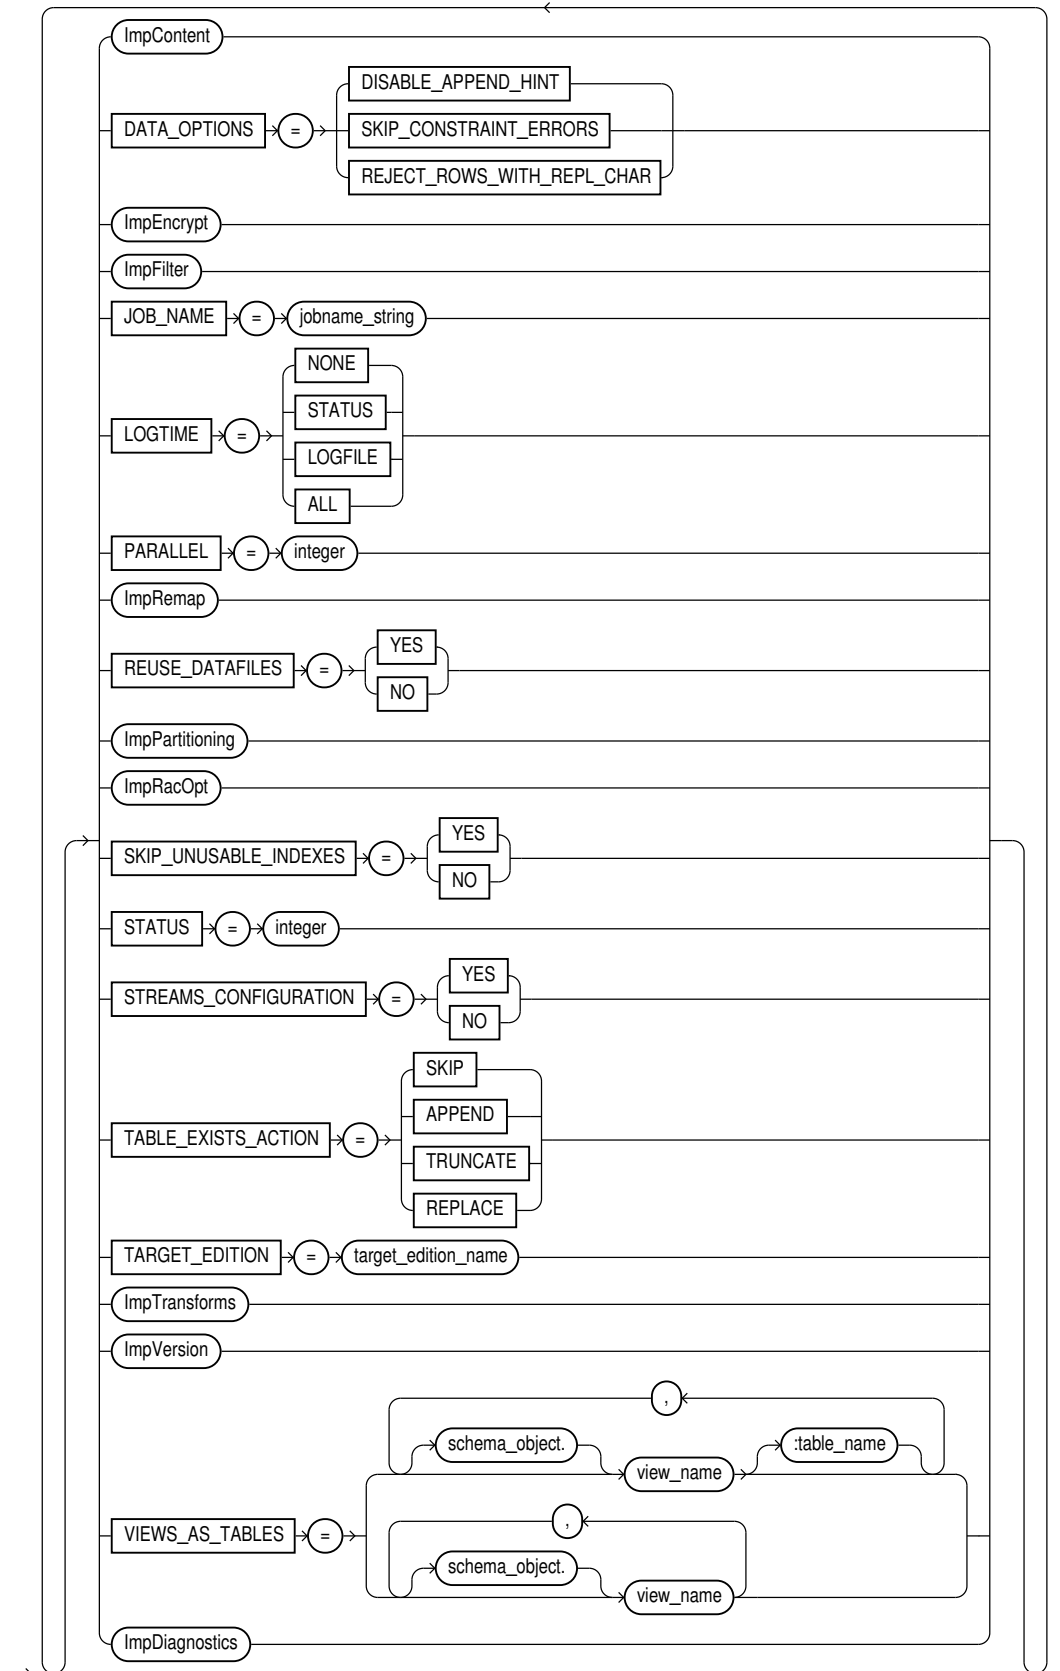 ImpContent
DISABLE_APPEND_HINT
DATA_OPTIONS = SKIP_CONSTRAINT_ERRORS
REJECT_ROWS_WITH_REPL_CHAR
ImpEncrypt
ImpFilter
JOB_NAME = jobname_string
NONE
STATUS
LOGTIME =
LOGFILE
ALL
PARALLEL = integer
ImpRemap
YES
REUSE_DATAFILES =
NO
ImpPartitioning
ImpRacOpt
YES
SKIP_UNUSABLE_INDEXES =
NO
STATUS = integer
YES
STREAMS_CONFIGURATION =
NO
SKIP
APPEND
TABLE_EXISTS_ACTION =
TRUNCATE
REPLACE
TARGET_EDITION = target_edition_name
ImpTransforms
ImpVersion
,
schema_object. :table_name
view_name
,
VIEWS_AS_TABLES =
schema_object.
view_name
ImpDiagnostics